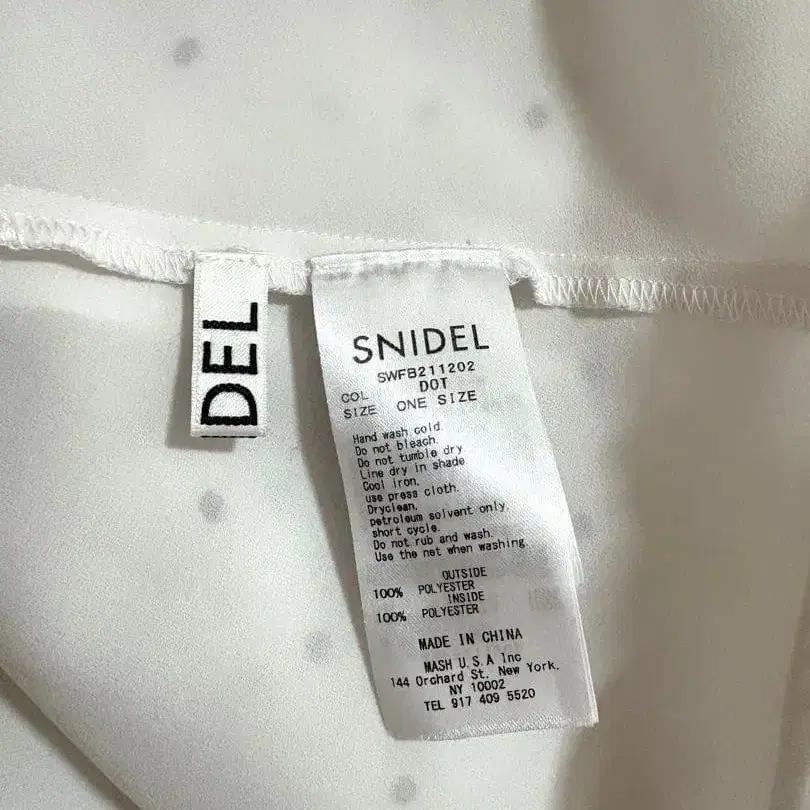 DEL
SNIDEL
SWFB211202
COL DOT
SIZE ONE SIZE
Hand wash cold.
Do not bleach.
Do not tumble dry
Line dry in shade
Cool iron,
use press cloth.
Dryclean,
petroleum solvent only,
short cycle.
Do not rub and wash.
Use the net when washing.
OUTSIDE
100% POLYESTER
INSIDE
100% POLYESTER
MADE IN CHINA
MASH U.S.A Inc
144 Orchard St. New York.
NY 10002
TEL 917 409 5520